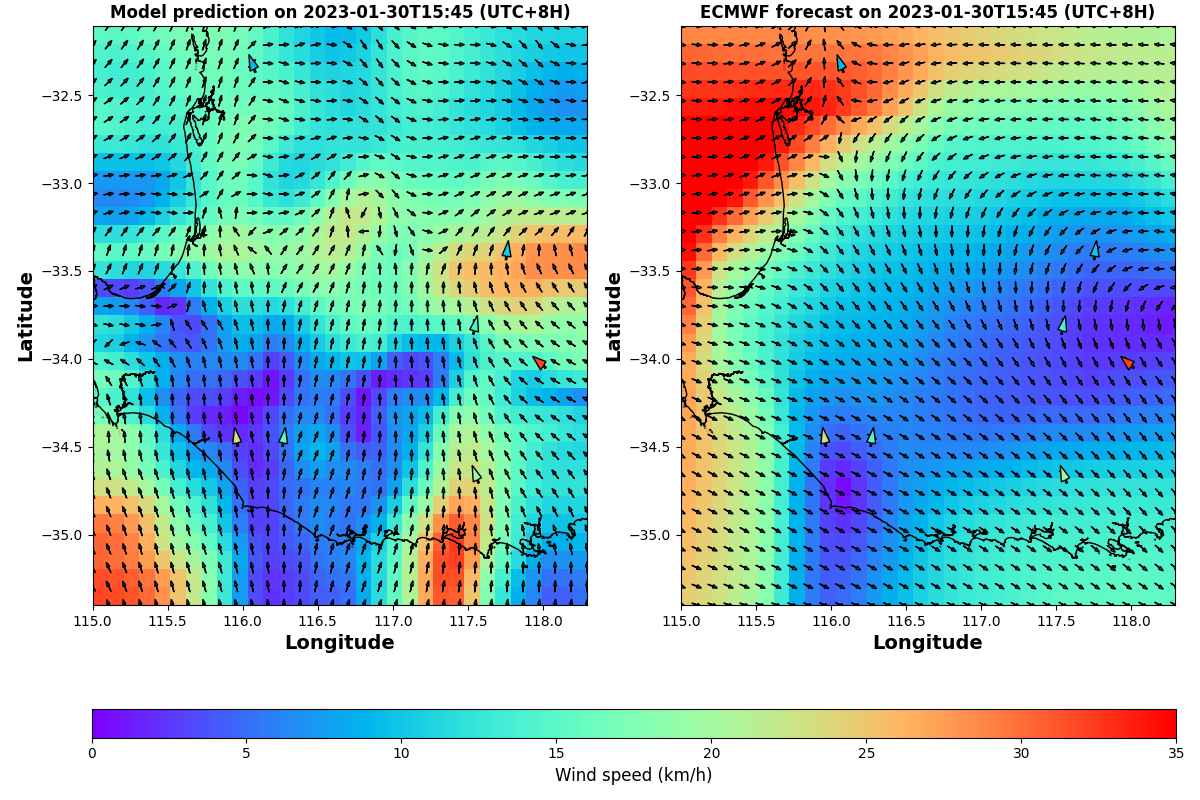 Model prediction on 2023-01-30T15:45 (UTC+8H)
ECMWF forecast on 2023-01-30T15:45 (UTC+8H)
Latitude
−32.5
−33.0
−33.5
−34.0
−34.5
−35.0
Latitude
−32.5
−33.0
−33.5
−34.0
−34.5
−35.0
115.0 115.5 116.0 116.5 117.0 117.5 118.0
Longitude
115.0 115.5 116.0 116.5 117.0 117.5 118.0
Longitude
0 5 10 15 20 25 30 35
Wind speed (km/h)